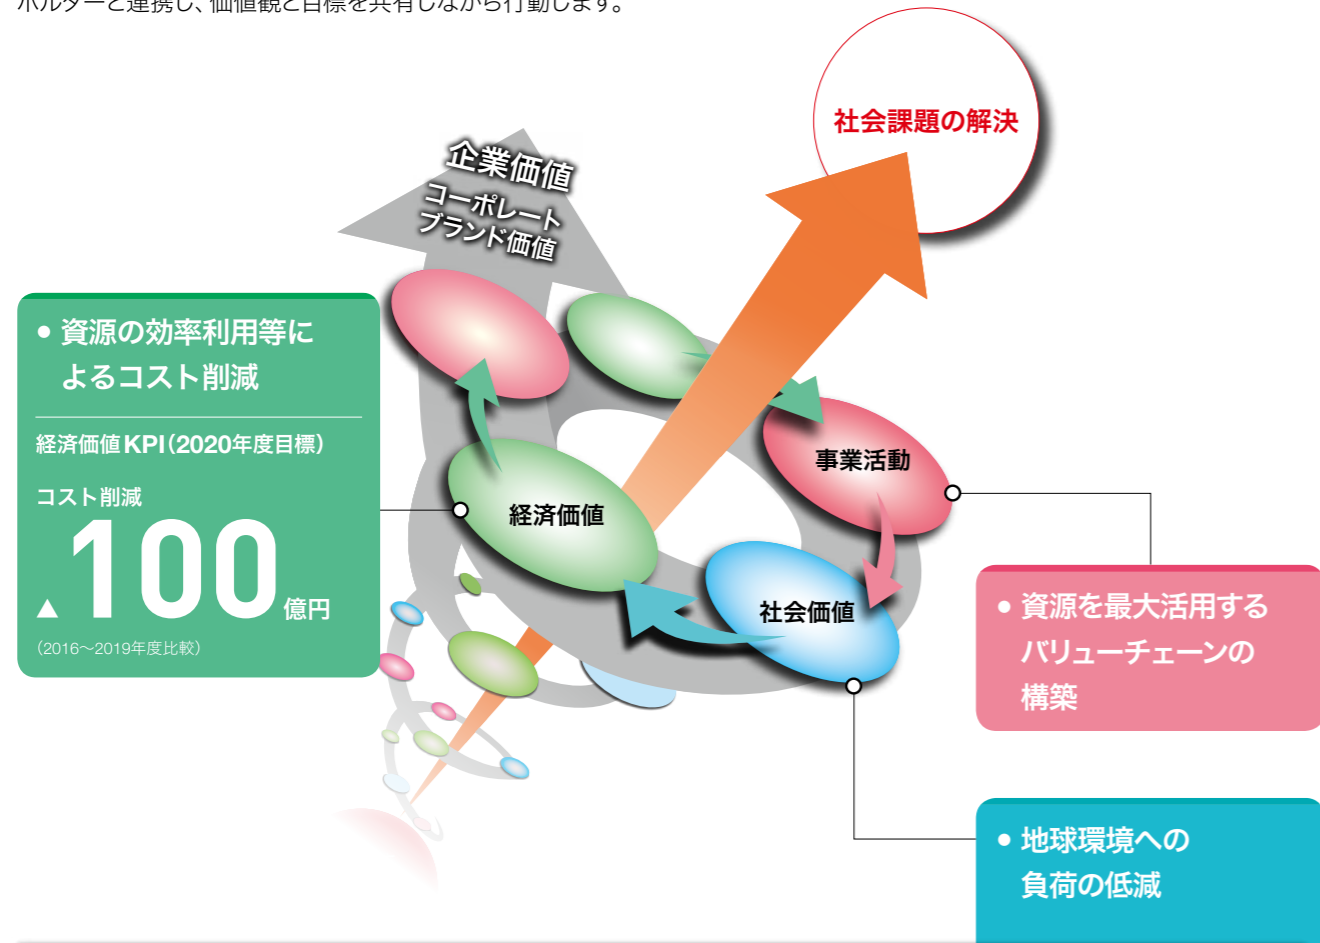 ホルダーと連携し、価値観と目標を共有しながら行動します。
社会課題の解決
企業価値
コーポレート
ブランド価値
● 資源の効率利用等に
よるコスト削減
経済価値KPI（2020年度目標）
コスト削減
▲100億円
（2016～2019年度比較）
事業活動
経済価値
社会価値
● 資源を最大活用する
バリューチェーンの
構築
● 地球環境への
負荷の低減